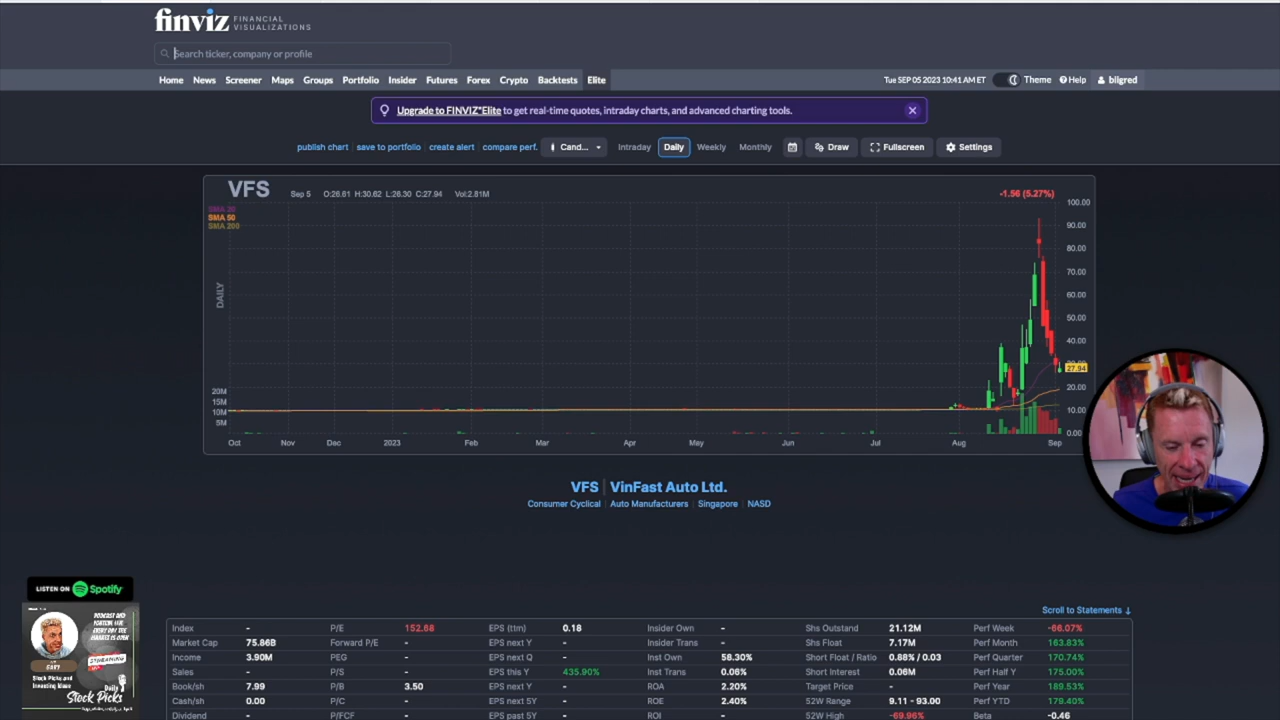 finviz FINANCIAL VISUALIZATIONS
Search ticker, company or profile
Home News Screener Maps Groups Portfolio Insider Futures Forex Crypto Backtests Elite Tue SEP 05 2023 10:41 AM ET Theme Help bilgred
Upgrade to FINVIZ*Elite to get real-time quotes, intraday charts, and advanced charting tools.
publish chart save to portfolio create alert compare perf. Cand... Intraday Daily Weekly Monthly Draw Fullscreen Settings
VFS Sep 5 O:26.61 H:30.62 L:26.30 C:27.94 Vol:2.81M -1.56 (5.27%)
SMA 20
SMA 50
SMA 200
DAILY
100.00
90.00
80.00
70.00
60.00
50.00
40.00
27.94
20.00
10.00
0.00
20M
15M
10M
5M
Oct Nov Dec 2023 Feb Mar Apr May Jun Jul Aug Sep
VFS | VinFast Auto Ltd.
Consumer Cyclical | Auto Manufacturers | Singapore | NASD
Scroll to Statements ↓
Index - P/E 152.68 EPS (ttm) 0.18 Insider Own - Shs Outstand 21.12M Perf Week -66.07%
Market Cap 75.86B Forward P/E - EPS next Y - Insider Trans - Shs Float 7.17M Perf Month 163.83%
Income 3.90M PEG - EPS next Q - Inst Own 58.30% Short Float / Ratio 0.88% / 0.03 Perf Quarter 170.74%
Sales - P/S - EPS this Y 435.90% Inst Trans 0.06% Short Interest 0.06M Perf Half Y 175.00%
Book/sh 7.99 P/B 3.50 EPS next Y - ROA 2.20% Target Price - Perf Year 189.53%
Cash/sh 0.00 P/C - EPS next 5Y - ROE 2.40% 52W Range 9.11 - 93.00 Perf YTD 179.40%
Dividend - P/FCF - EPS past 5Y - ROI - 52W High -69.96% Beta -0.46
LISTEN ON Spotify
GARY
Stock Picks and
Investing Show
STREAMING
Daily
Stock Picks